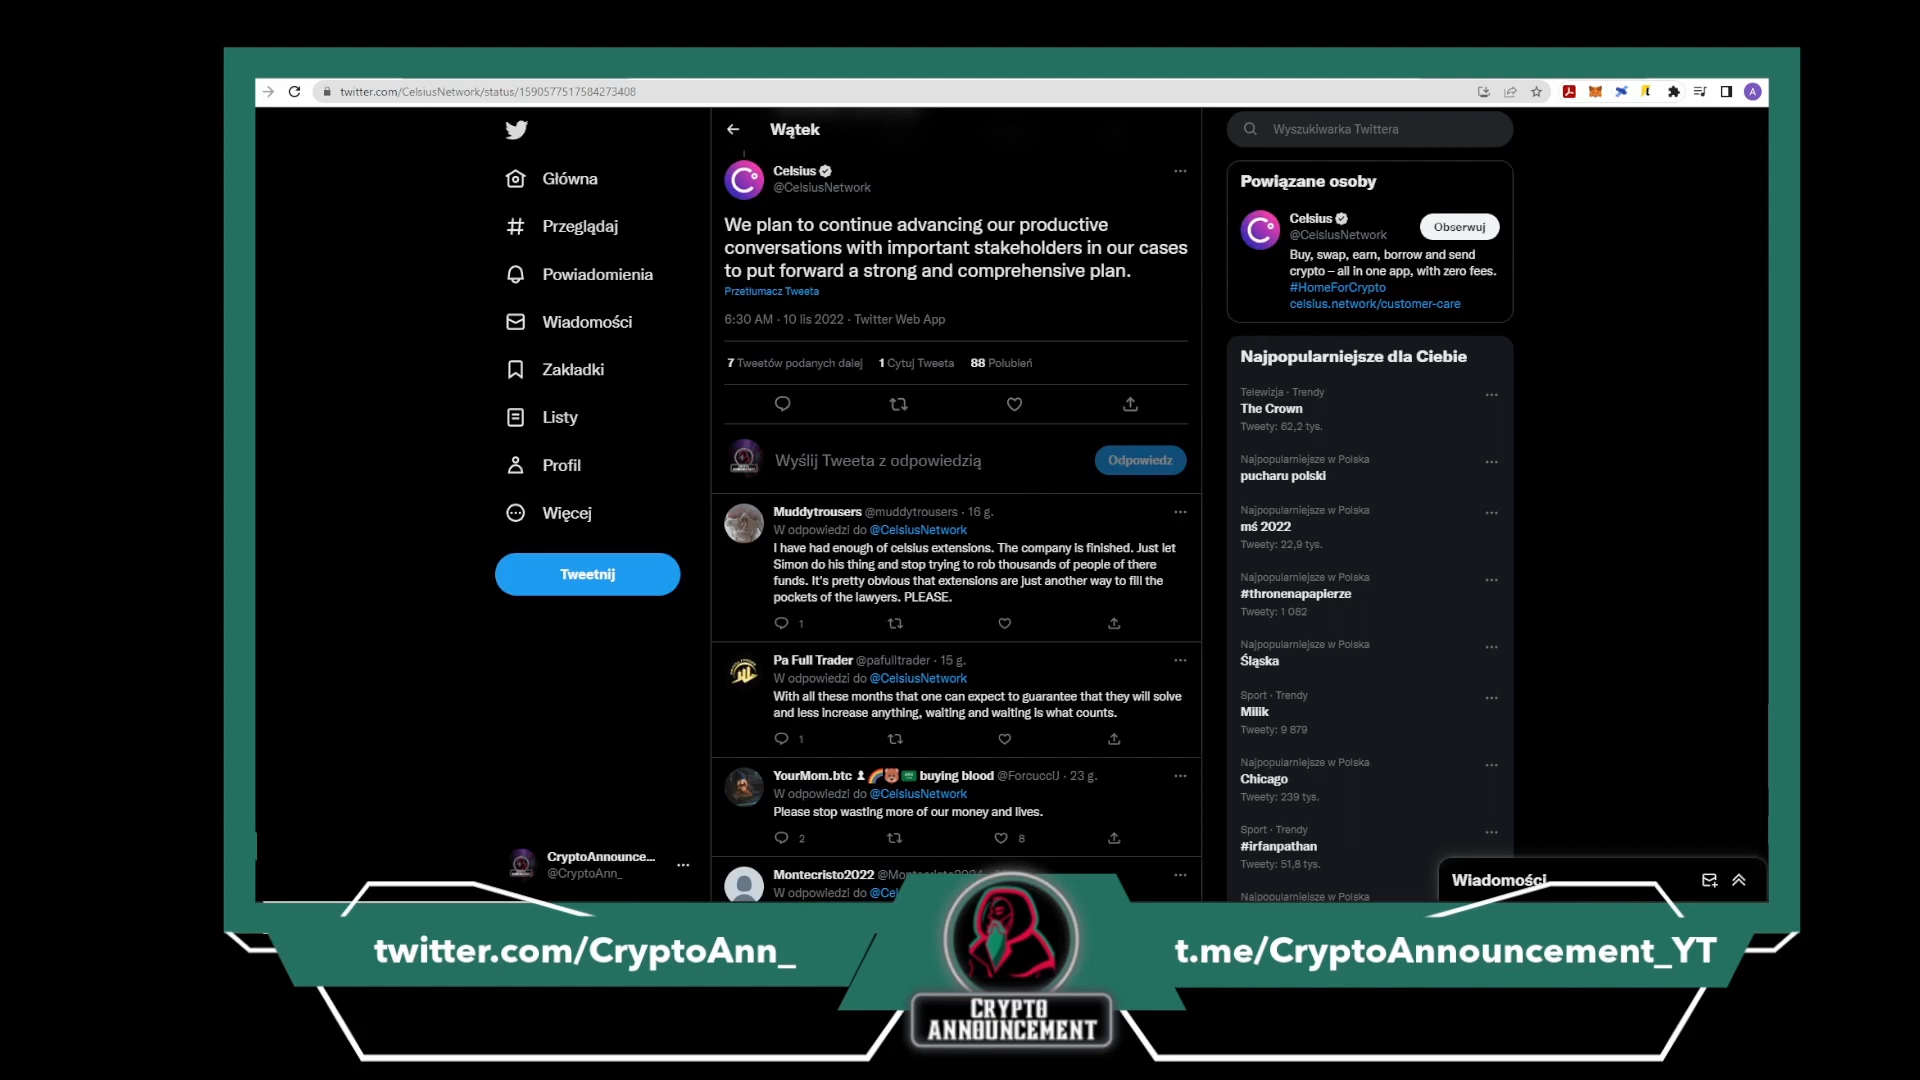 twitter.com/CelsiusNetwork/status/1590577517584273408
A
Główna
Przeglądaj
Powiadomienia
Wiadomości
Zakładki
Listy
Profil
Więcej
Tweetnij
CryptoAnnounce...
@CryptoAnn_
Wątek
Celsius
@CelsiusNetwork
We plan to continue advancing our productive
conversations with important stakeholders in our cases
to put forward a strong and comprehensive plan.
Przetłumacz Tweeta
6:30 AM · 10 lis 2022 · Twitter Web App
7 Tweetów podanych dalej 1 Cytuj Tweeta 88 Polubień
Wyślij Tweeta z odpowiedzią
Odpowiedz
Muddytrousers @muddytrousers · 16 g.
W odpowiedzi do @CelsiusNetwork
I have had enough of celsius extensions. The company is finished. Just let
Simon do his thing and stop trying to rob thousands of people of there
funds. It's pretty obvious that extensions are just another way to fill the
pockets of the lawyers. PLEASE.
1
Pa Full Trader @pafulltrader · 15 g.
W odpowiedzi do @CelsiusNetwork
With all these months that one can expect to guarantee that they will solve
and less increase anything, waiting and waiting is what counts.
1
YourMom.btc buying blood @ForcucciJ · 23 g.
W odpowiedzi do @CelsiusNetwork
Please stop wasting more of our money and lives.
2 8
Montecristo2022
W odpowiedzi do
Wyszukiwarka Twittera
Powiązane osoby
Celsius
@CelsiusNetwork
Obserwuj
Buy, swap, earn, borrow and send
crypto – all in one app, with zero fees.
#HomeForCrypto
celsius.network/customer-care
Najpopularniejsze dla Ciebie
Telewizja · Trendy
The Crown
Tweety: 62,2 tys.
Najpopularniejsze w Polska
pucharu polski
Najpopularniejsze w Polska
mś 2022
Tweety: 22,9 tys.
Najpopularniejsze w Polska
#thronenapapierze
Tweety: 1 082
Najpopularniejsze w Polska
Śląska
Sport · Trendy
Milik
Tweety: 9 879
Najpopularniejsze w Polska
Chicago
Tweety: 239 tys.
Sport · Trendy
#irfanpathan
Tweety: 51,8 tys.
Najpopularniejsze w Polska
Wiadomości
twitter.com/CryptoAnn_
CRYPTO
ANNOUNCEMENT
t.me/CryptoAnnouncement_YT